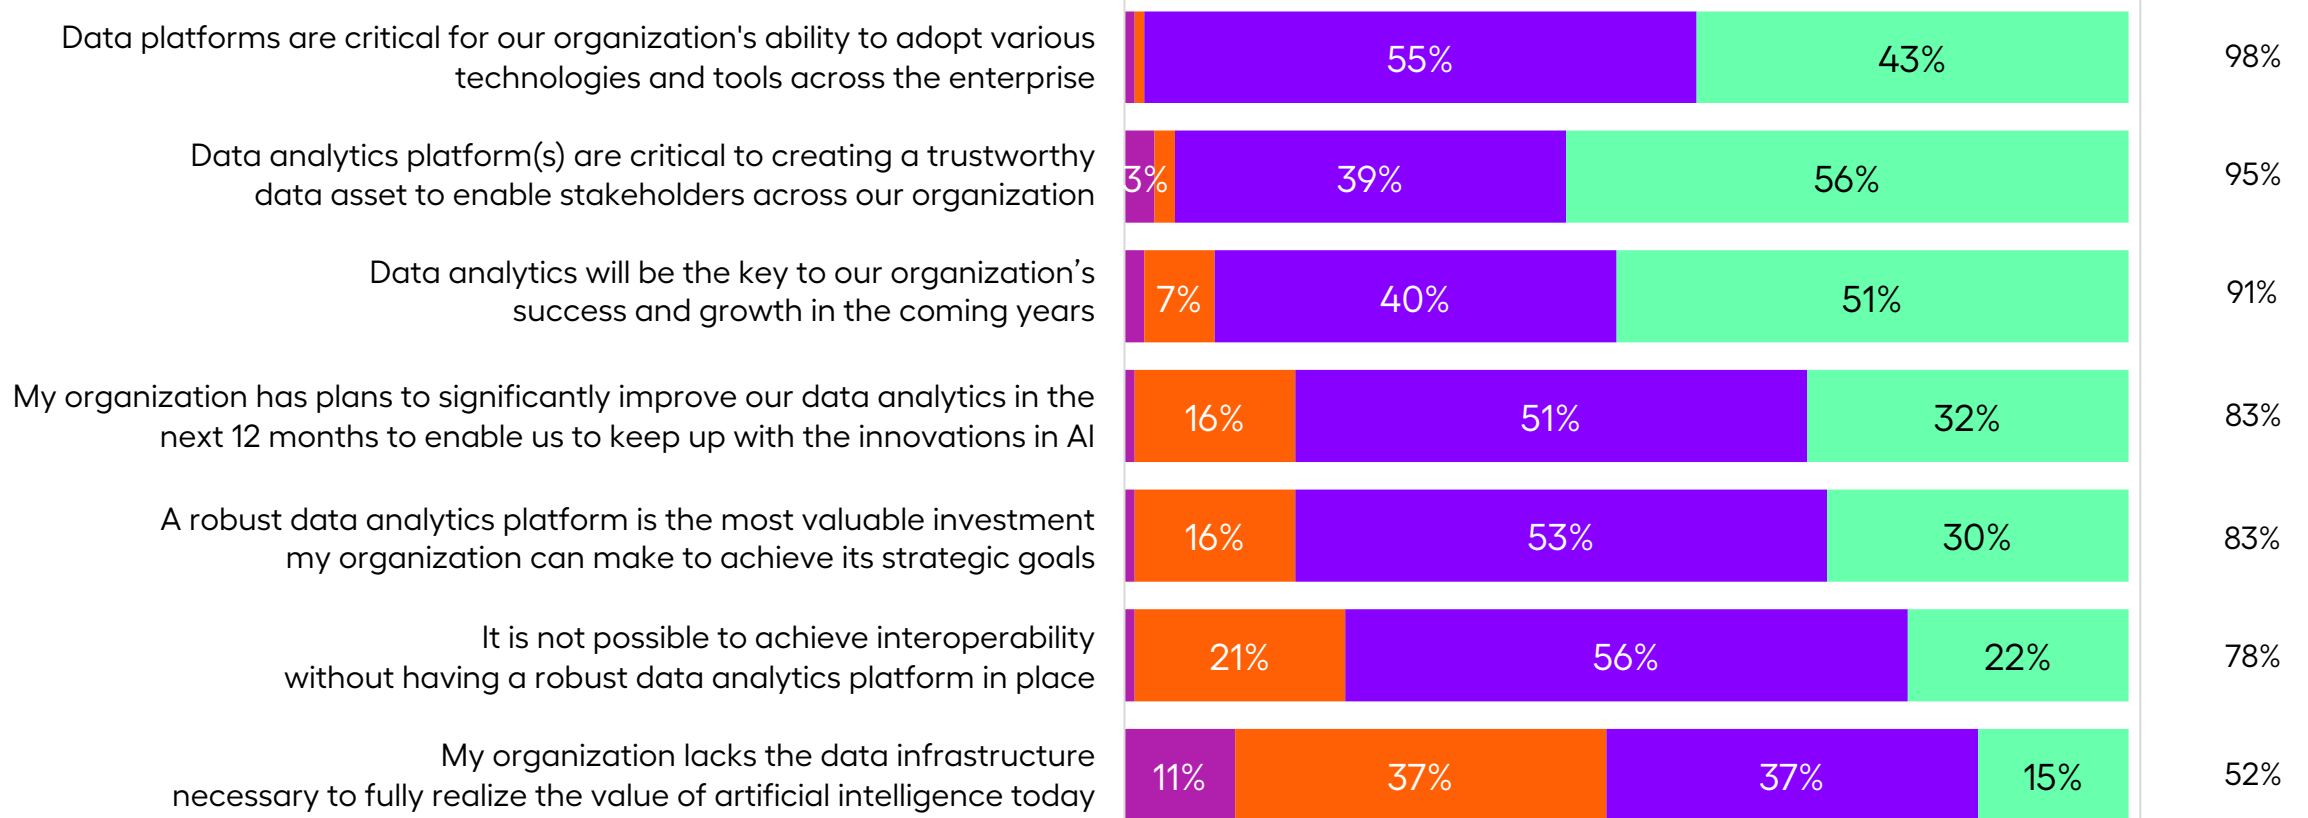 Data platforms are critical for our organization's ability to adopt various
technologies and tools across the enterprise
55%
43%
98%
Data analytics platform(s) are critical to creating a trustworthy
data asset to enable stakeholders across our organization
3%
39%
56%
95%
Data analytics will be the key to our organization’s
success and growth in the coming years
7%
40%
51%
91%
My organization has plans to significantly improve our data analytics in the
next 12 months to enable us to keep up with the innovations in AI
16%
51%
32%
83%
A robust data analytics platform is the most valuable investment
my organization can make to achieve its strategic goals
16%
53%
30%
83%
It is not possible to achieve interoperability
without having a robust data analytics platform in place
21%
56%
22%
78%
My organization lacks the data infrastructure
necessary to fully realize the value of artificial intelligence today
11%
37%
37%
15%
52%